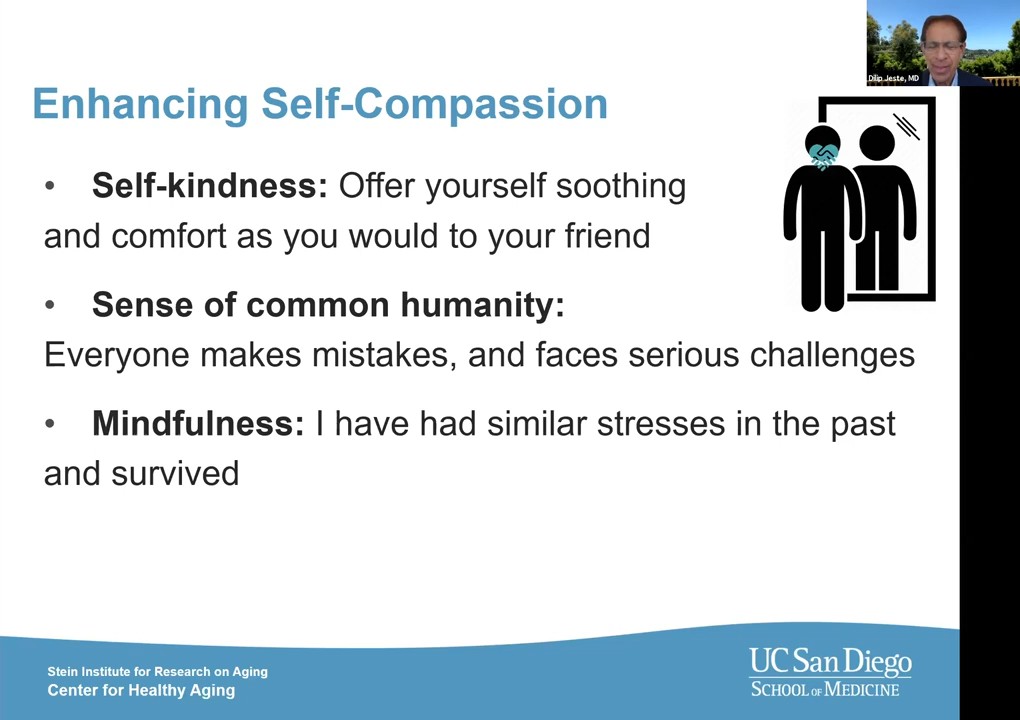 Dilip Jeste, MD
Enhancing Self-Compassion
• Self-kindness: Offer yourself soothing
and comfort as you would to your friend
• Sense of common humanity:
Everyone makes mistakes, and faces serious challenges
• Mindfulness: I have had similar stresses in the past
and survived
Stein Institute for Research on Aging
Center for Healthy Aging
UC San Diego
SCHOOL OF MEDICINE